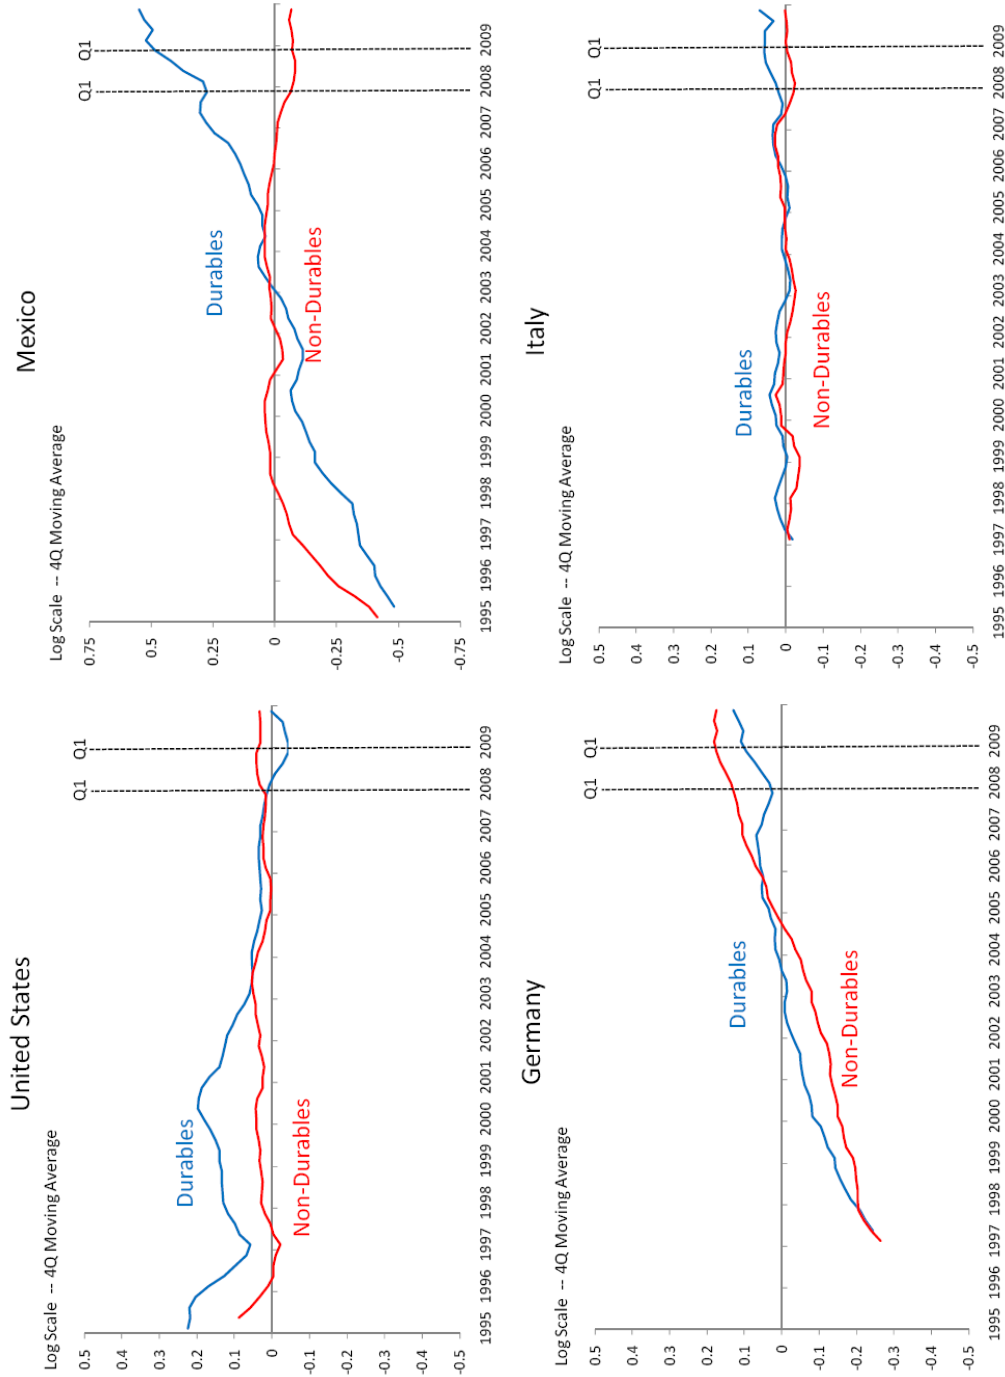 United States
Log Scale -- 4Q Moving Average
0.5
0.4
0.3
0.2
0.1
0
-0.1
-0.2
-0.3
-0.4
-0.5
Q1
Q1
Durables
Non-Durables
1995 1996 1997 1998 1999 2000 2001 2002 2003 2004 2005 2006 2007 2008 2009
Mexico
Log Scale -- 4Q Moving Average
0.75
0.5
0.25
0
-0.25
-0.5
-0.75
Q1
Q1
Durables
Non-Durables
1995 1996 1997 1998 1999 2000 2001 2002 2003 2004 2005 2006 2007 2008 2009
Germany
Log Scale -- 4Q Moving Average
0.5
0.4
0.3
0.2
0.1
0
-0.1
-0.2
-0.3
-0.4
-0.5
Q1
Q1
Durables
Non-Durables
1995 1996 1997 1998 1999 2000 2001 2002 2003 2004 2005 2006 2007 2008 2009
Italy
Log Scale -- 4Q Moving Average
0.5
0.4
0.3
0.2
0.1
0
-0.1
-0.2
-0.3
-0.4
-0.5
Q1
Q1
Durables
Non-Durables
1995 1996 1997 1998 1999 2000 2001 2002 2003 2004 2005 2006 2007 2008 2009